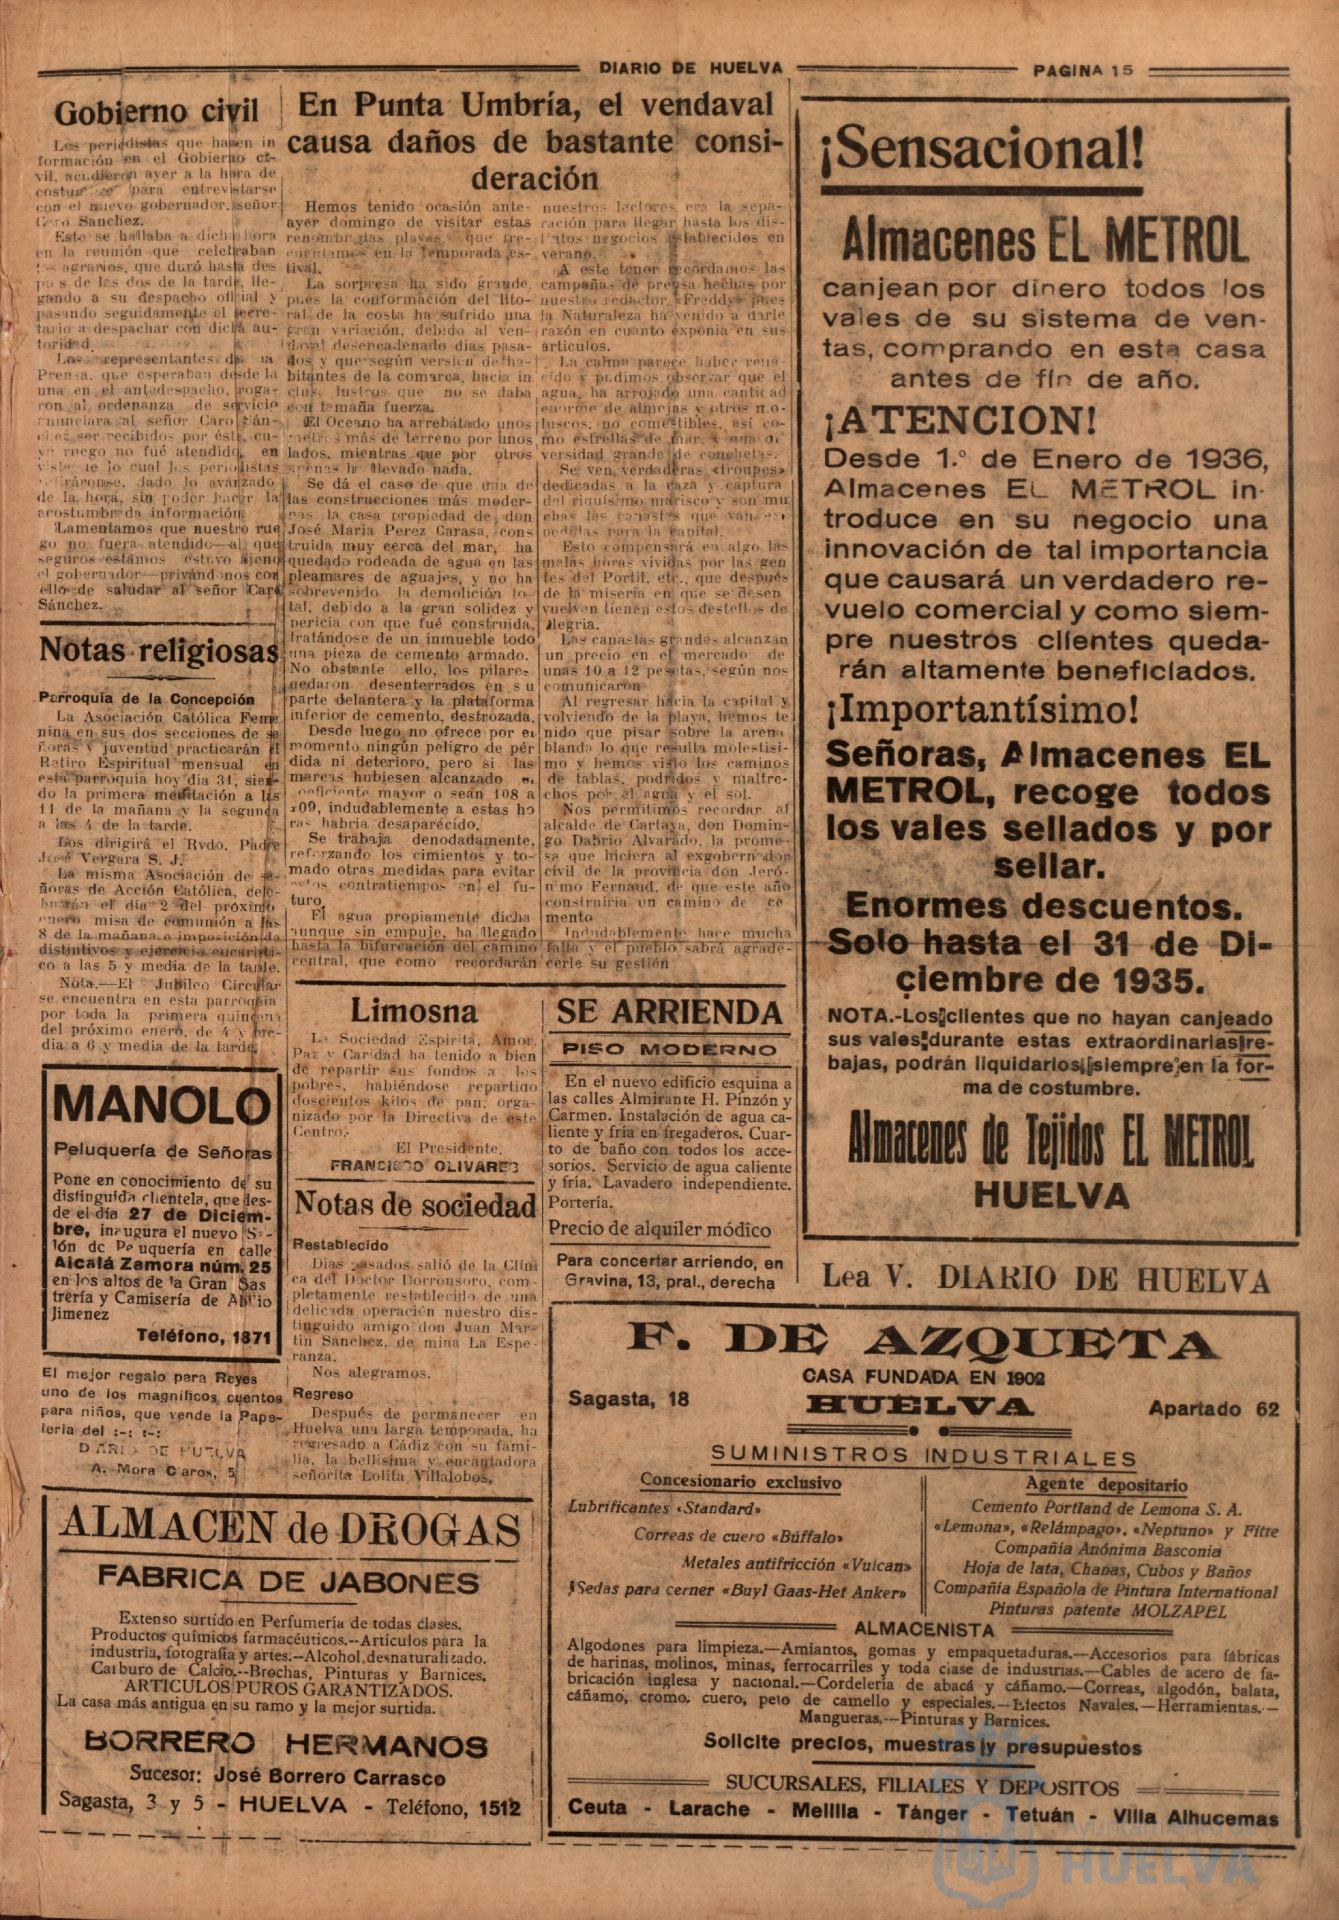 DIARIO DE HUELVA
PAGINA 15
Gobierno civil
Los periodistas que hacen in
formación en el Gobierno ci-
vil, acudieron ayer a la hora de
costumbre para entrevistarse
con el nuevo gobernador, señor
Caro Sánchez.
Este se hallaba a dicha hora
en la reunión que celebraban
los agrarios, que duró hasta des
pués de las dos de la tarde, lle-
gando a su despacho oficial y
pasando seguidamente el secre-
tario a despachar con dicha au-
toridad.
Los representantes de la
Prensa, que esperaban desde la
una en el antedespacho, roga-
ron al ordenanza de servicio
anunciara al señor Caro Sán-
chez ser recibidos por éste, cu-
yo ruego no fué atendido, en
vista de lo cual los periodistas
se retiraron, dado lo avanzado
de la hora, sin poder hacer la
acostumbrada información.
Lamentamos que nuestro rue
go no fuera atendido—al que
seguros estamos estuvo ajeno
el gobernador—privándonos con
ello de saludar al señor Caro
Sánchez.
Notas religiosas
Parroquia de la Concepción
La Asociación Católica Feme
nina en sus dos secciones de se
ñoras y juventud practicarán el
Retiro Espiritual mensual en
esta parroquia hoy dia 31, sien-
do la primera meditación a las
11 de la mañana y la segunda
a las 4 de la tarde.
Los dirigirá el Rvdo. Padre
José Vergara S. J.
La misma Asociación de se-
ñoras de Acción Católica, cele-
brarán el dia 2 del próximo
enero misa de comunión a las
8 de la mañana e imposición de
distintivos y ejercicio eucaristi-
co a las 5 y media de la tarde.
Nota.—El Jubileo Circular
se encuentra en esta parroquia
por toda la primera quincena
del próximo enero, de 4 y me-
dia a 6 y media de la tarde.
MANOLO
Peluquería de Señoras
Pone en conocimiento de su
distinguida clientela, que des-
de el día 27 de Diciem-
bre, inaugura el nuevo Sa-
lón de Peluquería en calle
Alcalá Zamora núm. 25
en los altos de la Gran Sas
trería y Camisería de
Jimenez
Teléfono, 1871
El mejor regalo para Reyes
uno de los magníficos cuentos
para niños, que vende la Pape-
lería del :-: :-:
DIARIO DE HUELVA
A. Mora Claros, 5
En Punta Umbría, el vendaval
causa daños de bastante consi-
deración
Hemos tenido ocasión ante-
ayer domingo de visitar estas
renombradas playas, que fre-
cuentamos en la temporada es-
tival.
La sorpresa ha sido grande,
pues la conformación del lito-
ral de la costa ha sufrido una
gran variación, debido al ven-
daval desencadenado dias pasa-
dos y que según version de ha-
bitantes de la comarca, hacia in
cluso lustros que no se daba
con tamaña fuerza.
El Oceano ha arrebatado unos
metros más de terreno por unos
lados, mientras que por otros
apenas ha llevado nada.
Se dá el caso de que una de
las construcciones más moder-
nas, la casa propiedad de don
José Maria Perez Carasa, cons-
truida muy cerca del mar, ha
quedado rodeada de agua en las
pleamares de aguajes, y no ha
sobrevenido la demolición to-
tal, debido a la gran solidez y
pericia con que fué construida,
tratándose de un inmueble todo
una pieza de cemento armado.
No obstante ello, los pilares
quedaron desenterrados en su
parte delantera y la plataforma
inferior de cemento, destrozada.
Desde luego no ofrece por el
momento ningún peligro de pér
dida ni deterioro, pero si las
mareas hubiesen alcanzado el
coeficiente mayor o sean 108 a
109, indudablemente a estas ho
ras habria desaparécido.
Se trabaja denodadamente,
reforzando los cimientos y to-
mado otras medidas para evitar
estos contratiempos en el fu-
turo.
El agua propiamente dicha
aunque sin empuje, ha llegado
hasta la bifurcación del camino
central, que como recordarán
nuestros lectores era la sepa-
ración para llegar hasta los dis-
tintos negocios establecidos en
verano.
A este tenor recordamos las
campañas de prensa hechas por
nuestro redactor «Freddy» pues
la Naturaleza ha venido a darle
razón en cuanto exponia en sus
articulos.
La calma parece haber rena-
cido y pudimos observar que el
agua, ha arrojado una cantidad
enorme de almejas y otros mo-
luscos, no comestibles, asi co-
mo estrellas de mar, y una di
versidad grande de conchetas.
Se ven verdaderas «troupes»
dedicadas a la caza y captura
del riquisimo marisco y son mu
chas las canastas que van ex
pedidas para la capital.
Esto compensará en algo las
malas horas vividas por las gen
tes del Portil, etc., que después
de la miseria en que se desen
vuelven tienen estos destellos de
alegria.
Las canastas grandes alcanzan
un precio en el mercado de
unas 10 a 12 pesetas, según nos
comunicaron
Al regresar hacia la capital y
volviendo de la playa, hemos te
nido que pisar sobre la arena
blanda lo que resulta molestisi-
mo y hemos visto los caminos
de tablas, podridos y maltre-
chos por el agua y el sol.
Nos permitimos recordar al
alcalde de Cartaya, don Domin-
go Dabrio Alvarado, la prome-
sa que hiciera al exgobernador
civil de la provincia don Jeró-
nimo Fernaud, de que este año
construiria un camino de ce
mento
Indudablemente hace mucha
falta y el pueblo sabrá agrade-
cerle su gestión
Limosna
La Sociedad Espirita, Amor,
Paz y Caridad ha tenido a bien
de repartir sus fondos a los
pobres, habiéndose repartido
doscientos kilos de pan, orga-
nizado por la Directiva de este
Centro.
El Presidente,
FRANCISCO OLIVARES
Notas de sociedad
Restablecido
Dias pasados salió de la Clini
ca del Doctor Dorronsoro, com-
pletamente restablecido de una
delicada operación nuestro dis-
tinguido amigo don Juan Mar-
tin Sánchez, de mina La Espe-
ranza.
Nos alegramos.
Regreso
Después de permanecer en
Huelva una larga temporada, ha
regresado a Cádiz con su fami-
lia, la bellisima y encantadora
señorita Lolita Villalobos.
SE ARRIENDA
PISO MODERNO
En el nuevo edificio esquina a
las calles Almirante H. Pinzón y
Carmen. Instalación de agua ca-
liente y fría en fregaderos. Cuar-
to de baño con todos los acce-
sorios. Servicio de agua caliente
y fría. Lavadero independiente.
Portería.
Precio de alquiler módico
Para concertar arriendo, en
Gravina, 13, pral., derecha
¡Sensacional!
Almacenes EL METROL
canjean por dinero todos los
vales de su sistema de ven-
tas, comprando en esta casa
antes de fin de año.
¡ATENCION!
Desde 1.º de Enero de 1936,
Almacenes EL METROL in-
troduce en su negocio una
innovación de tal importancia
que causará un verdadero re-
vuelo comercial y como siem-
pre nuestros clientes queda-
rán altamente beneficiados.
¡Importantísimo!
Señoras, Almacenes EL
METROL, recoge todos
los vales sellados y por
sellar.
Enormes descuentos.
Solo hasta el 31 de Di-
ciembre de 1935.
NOTA.-Los clientes que no hayan canjeado
sus vales durante estas extraordinarias re-
bajas, podrán liquidarlos siempre en la for-
ma de costumbre.
Almacenes de Tejidos EL METROL
HUELVA
Lea V. DIARIO DE HUELVA
ALMACEN de DROGAS
FABRICA DE JABONES
Extenso surtido en Perfumería de todas clases.
Productos químicos farmacéuticos.--Artículos para la
industria, fotografía y artes.--Alcohol desnaturalizado.
Carburo de Calcio.--Brochas, Pinturas y Barnices.
ARTICULOS PUROS GARANTIZADOS.
La casa más antigua en su ramo y la mejor surtida.
BORRERO HERMANOS
Sucesor: José Borrero Carrasco
Sagasta, 3 y 5 - HUELVA - Teléfono, 1512
F. DE AZQUETA
CASA FUNDADA EN 1902
Sagasta, 18
HUELVA
Apartado 62
SUMINISTROS INDUSTRIALES
Concesionario exclusivo
Lubrificantes «Standard»
Correas de cuero «Búffalo»
Metales antifricción «Vulcan»
Sedas para cerner «Buyl Gaas-Het Anker»
Agente depositario
Cemento Portland de Lemona S. A.
«Lemona», «Relámpago», «Neptuno» y Fitre
Compañía Anónima Basconia
Hoja de lata, Chapas, Cubos y Baños
Compañía Española de Pintura International
Pinturas patente MOLZAPEL
ALMACENISTA
Algodones para limpieza.—Amiantos, gomas y empaquetaduras.—Accesorios para fábricas
de harinas, molinos, minas, ferrocarriles y toda clase de industrias.—Cables de acero de fa-
bricación inglesa y nacional.—Cordelería de abacá y cáñamo.—Correas, algodón, balata,
cáñamo, cromo, cuero, pelo de camello y especiales.—Efectos Navales.—Herramientas.—
Mangueras.—Pinturas y Barnices.
Solicite precios, muestras y presupuestos
SUCURSALES, FILIALES Y DEPOSITOS
Ceuta - Larache - Melilla - Tánger - Tetuán - Villa Alhucemas
Ayuntamiento de
HUELVA